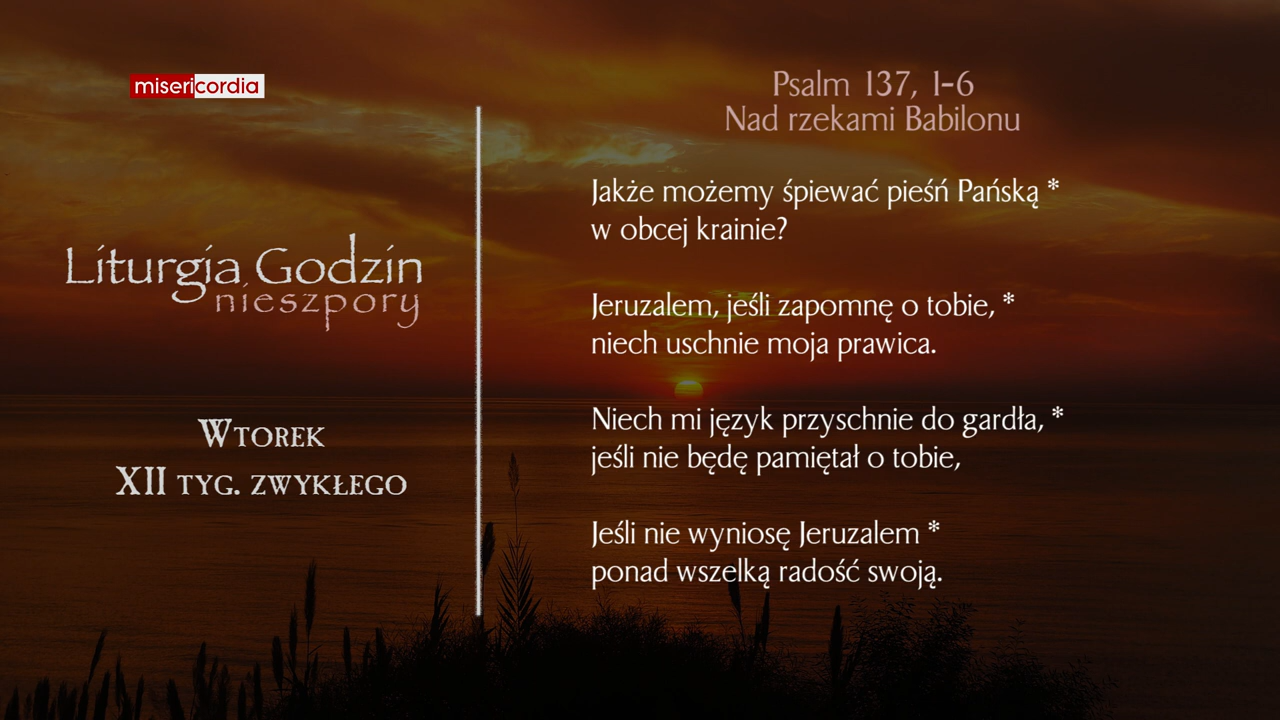 misericordia
Liturgia Godzin
nieszpory
Wtorek
XII tyg. zwykłego
Psalm 137, 1-6
Nad rzekami Babilonu
Jakże możemy śpiewać pieśń Pańską *
w obcej krainie?
Jeruzalem, jeśli zapomnę o tobie, *
niech uschnie moja prawica.
Niech mi język przyschnie do gardła, *
jeśli nie będę pamiętał o tobie,
Jeśli nie wyniosę Jeruzalem *
ponad wszelką radość swoją.